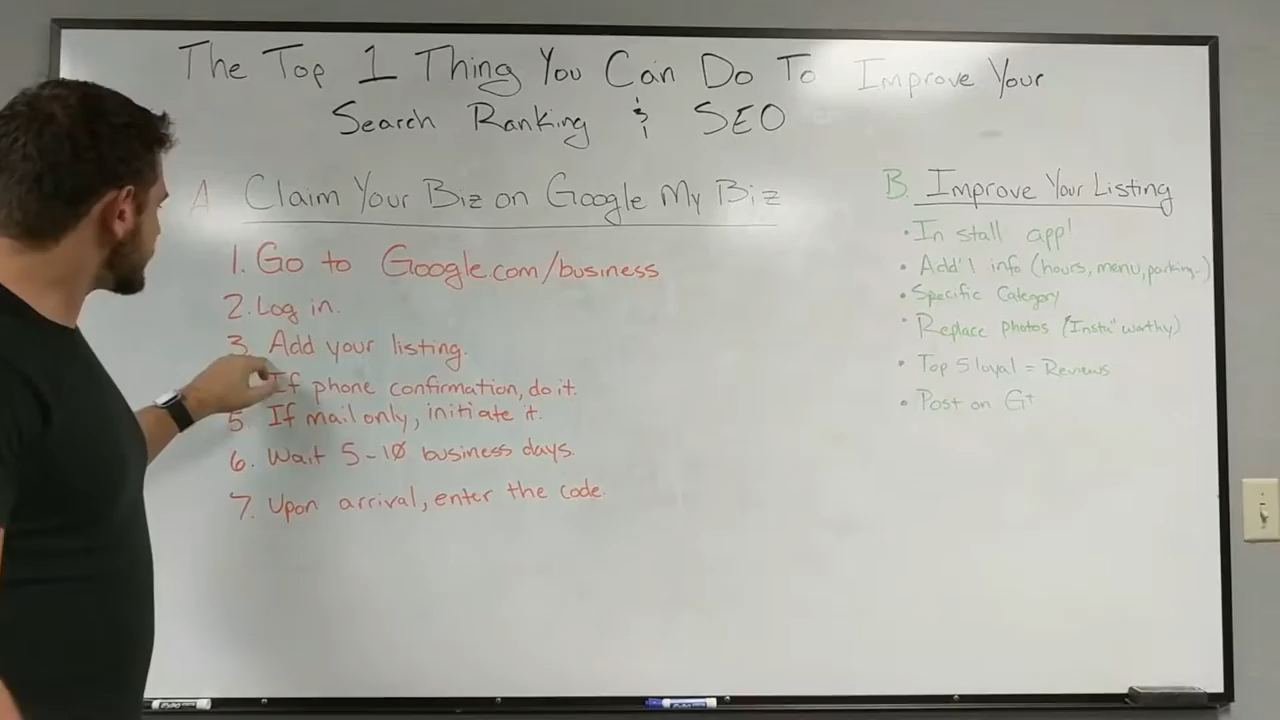 The Top 1 Thing You Can Do To Improve Your
Search Ranking & SEO
A Claim Your Biz on Google My Biz
1. Go to Google.com/business
2. Log in.
3. Add your listing.
If phone confirmation, do it.
5. If mail only, initiate it.
6. Wait 5-10 business days.
7. Upon arrival, enter the code.
B. Improve Your Listing
• In stall app!
• Add'l info (hours, menu, parking..)
• Specific Category
• Replace photos ("Insta" worthy)
• Top 5 loyal = Reviews
• Post on G+